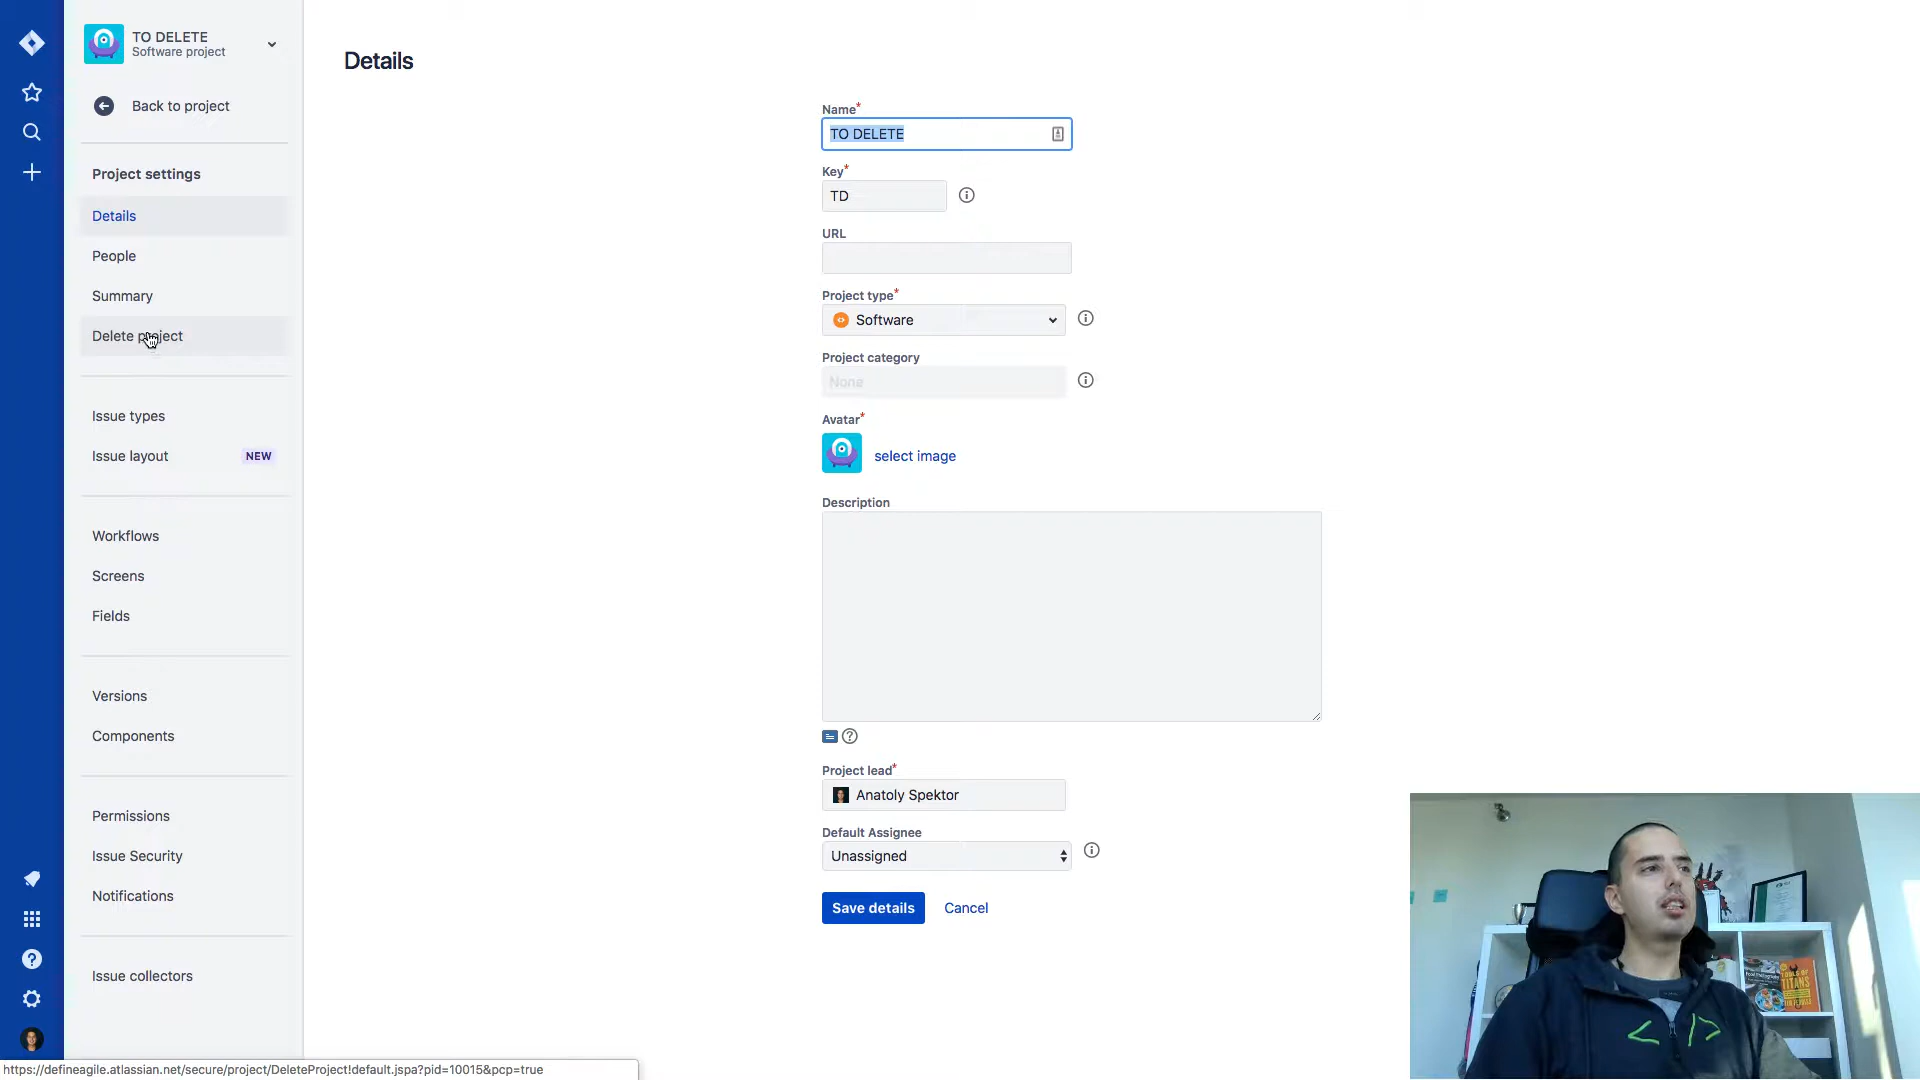 TO DELETE
Software project
Back to project
Project settings
Details
People
Summary
Delete project
Issue types
Issue layout NEW
Workflows
Screens
Fields
Versions
Components
Permissions
Issue Security
Notifications
Issue collectors
Details
Name*
TO DELETE
Key*
TD
URL
Project type*
Software
Project category
None
Avatar*
select image
Description
Project lead*
Anatoly Spektor
Default Assignee
Unassigned
Save details Cancel
TOOLS OF
TITANS
https://defineagile.atlassian.net/secure/project/DeleteProject!default.jspa?pid=10015&pcp=true